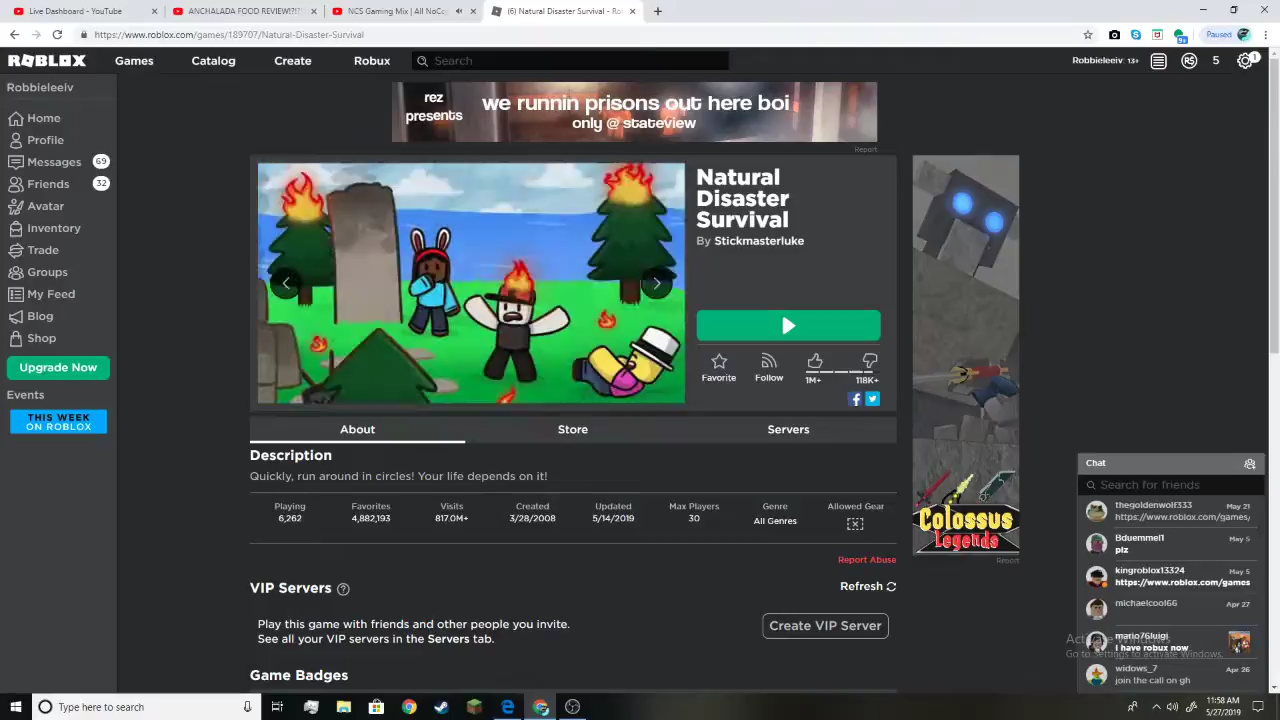 Live Dashboard - YouTube
ANCHALADA FOOD REVIEW!!!!
NCS Gaming Mix | All NoCo
(6) Natural Disaster Survival - Ro
https://www.roblox.com/games/189707/Natural-Disaster-Survival
Paused
ROBLOX
Games
Catalog
Create
Robux
Search
Robbieleeiv: 13+
5
1
Robbieleeiv
Home
Profile
Messages 69
Friends 32
Avatar
Inventory
Trade
Groups
My Feed
Blog
Shop
Upgrade Now
Events
THIS WEEK
ON ROBLOX
rez
presents
we runnin prisons out here boi
only @ stateview
Report
Natural
Disaster
Survival
By Stickmasterluke
Favorite
Follow
1M+
118K+
About
Store
Servers
Description
Quickly, run around in circles! Your life depends on it!
Playing
6,262
Favorites
4,882,193
Visits
817.0M+
Created
3/28/2008
Updated
5/14/2019
Max Players
30
Genre
All Genres
Allowed Gear
Report Abuse
VIP Servers
Refresh
Play this game with friends and other people you invite.
See all your VIP servers in the Servers tab.
Create VIP Server
Game Badges
Colossus
Legends
Report
Chat
Search for friends
thegoldenwolf333 May 21
https://www.roblox.com/games/
Bduemmel1 May 5
plz
kingroblox13324 May 5
https://www.roblox.com/games
michaelcool66 Apr 27
mario76luigi
I have robux now
widows_7 Apr 26
join the call on gh
Activate Windows
Go to Settings to activate Windows.
Type here to search
11:58 AM
5/27/2019